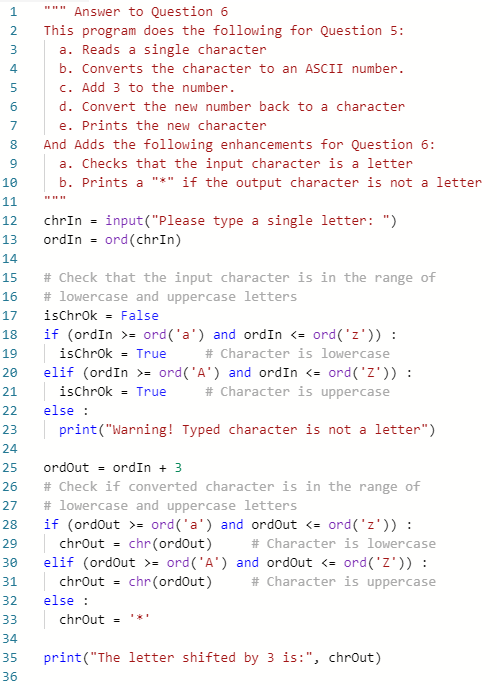 1 """ Answer to Question 6
2 This program does the following for Question 5:
3   a. Reads a single character
4   b. Converts the character to an ASCII number.
5   c. Add 3 to the number.
6   d. Convert the new number back to a character
7   e. Prints the new character
8 And Adds the following enhancements for Question 6:
9   a. Checks that the input character is a letter
10   b. Prints a "*" if the output character is not a letter
11 """
12 chrIn = input("Please type a single letter: ")
13 ordIn = ord(chrIn)
14
15 # Check that the input character is in the range of
16 # lowercase and uppercase letters
17 isChrOk = False
18 if (ordIn >= ord('a') and ordIn <= ord('z')) :
19   isChrOk = True     # Character is lowercase
20 elif (ordIn >= ord('A') and ordIn <= ord('Z')) :
21   isChrOk = True     # Character is uppercase
22 else :
23   print("Warning! Typed character is not a letter")
24
25 ordOut = ordIn + 3
26 # Check if converted character is in the range of
27 # lowercase and uppercase letters
28 if (ordOut >= ord('a') and ordOut <= ord('z')) :
29   chrOut = chr(ordOut)     # Character is lowercase
30 elif (ordOut >= ord('A') and ordOut <= ord('Z')) :
31   chrOut = chr(ordOut)     # Character is uppercase
32 else :
33   chrOut = '*'
34
35 print("The letter shifted by 3 is:", chrOut)
36